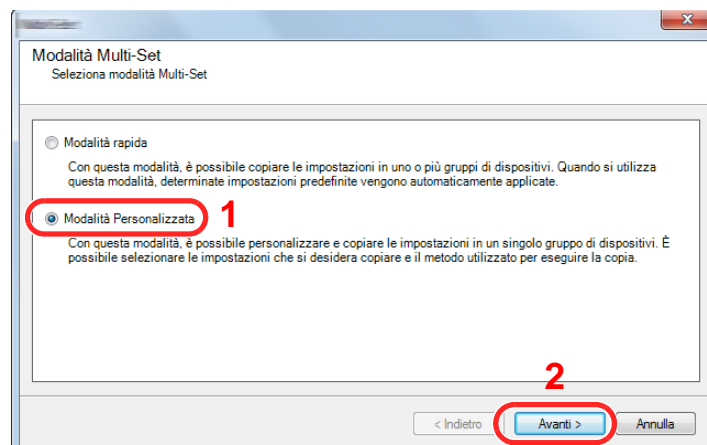 Modalità Multi-Set
Seleziona modalità Multi-Set
Modalità rapida
Con questa modalità, è possibile copiare le impostazioni in uno o più gruppi di dispositivi. Quando si utilizza
questa modalità, determinate impostazioni predefinite vengono automaticamente applicate.
Modalità Personalizzata 1
Con questa modalità, è possibile personalizzare e copiare le impostazioni in un singolo gruppo di dispositivi. È
possibile selezionare le impostazioni che si desidera copiare e il metodo utilizzato per eseguire la copia.
2
< Indietro Avanti > Annulla